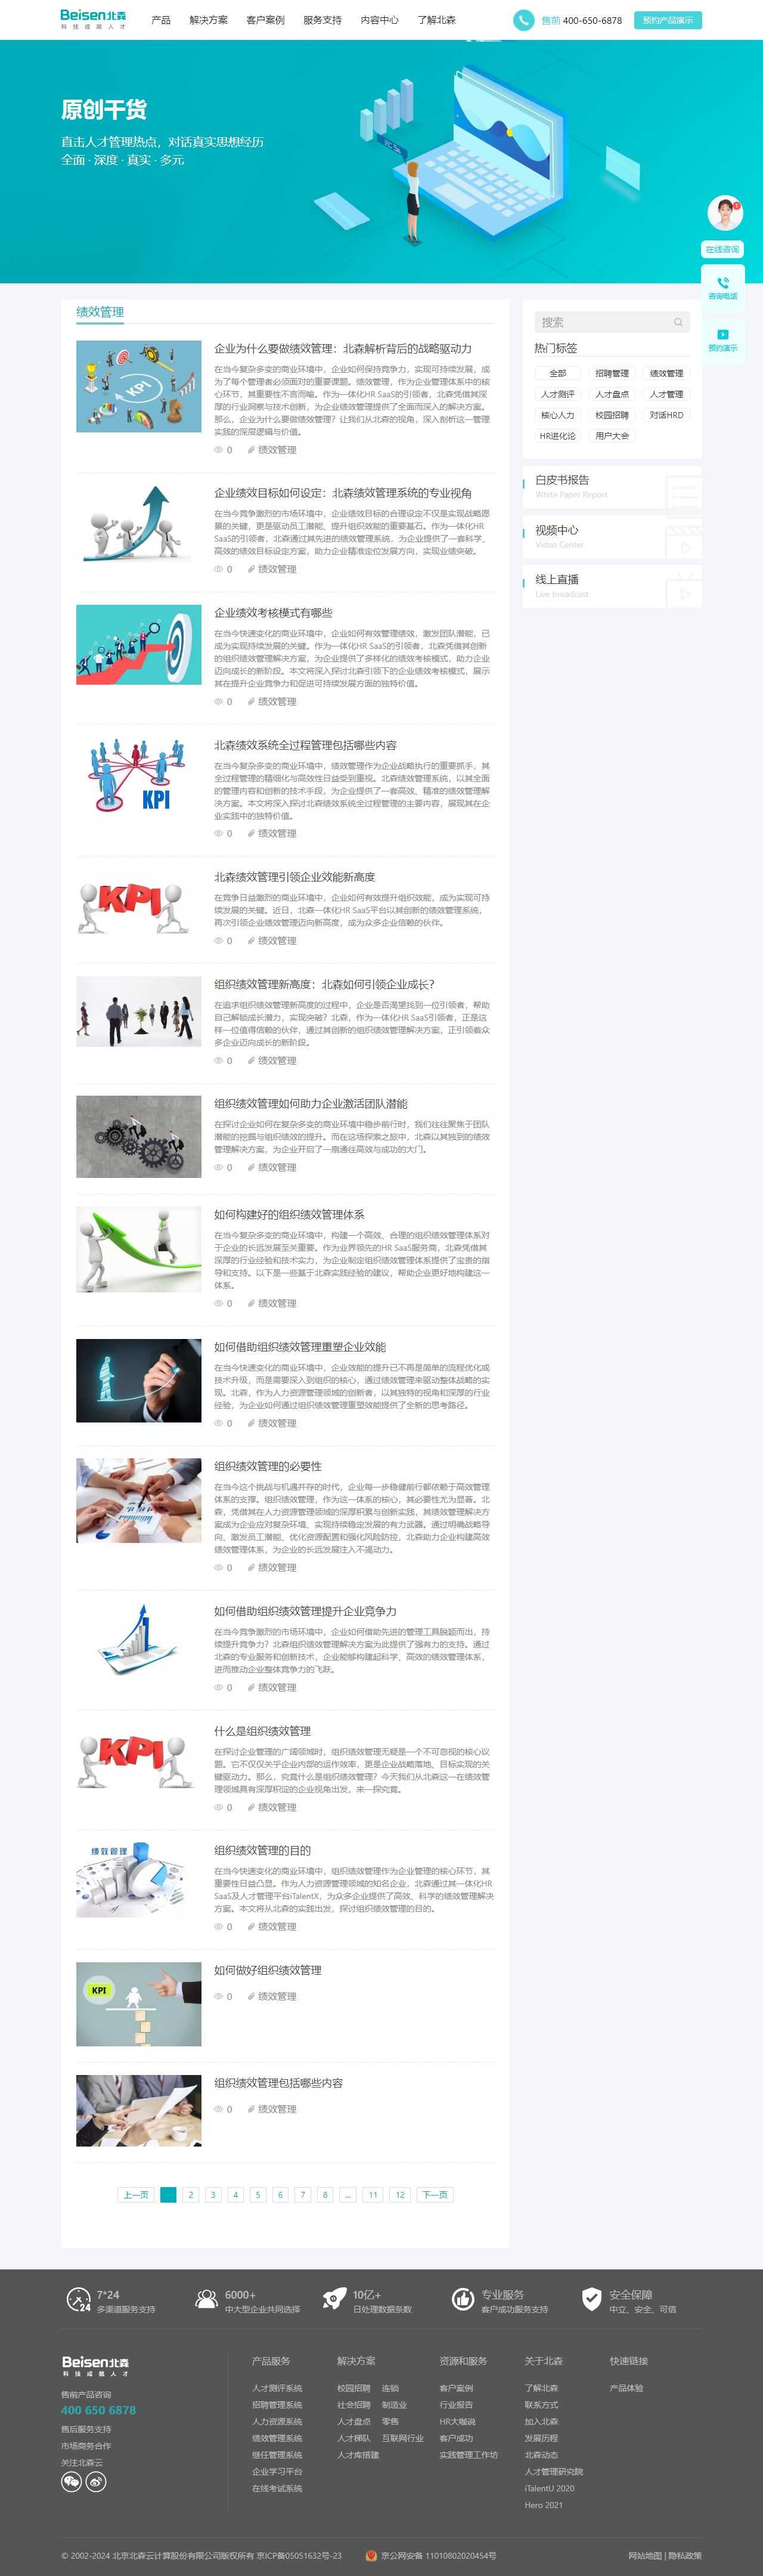 Beisen北森
科技成就人才
产品
解决方案
客户案例
服务支持
内容中心
了解北森
售前 400-650-6878
预约产品演示
原创干货
直击人才管理热点，对话真实思想经历
全面 · 深度 · 真实 · 多元
1
在线咨询
咨询电话
预约演示
绩效管理
KPI
企业为什么要做绩效管理：北森解析背后的战略驱动力
在当今复杂多变的商业环境中，企业如何保持竞争力，实现可持续发展，成
为了每个管理者必须面对的重要课题。绩效管理，作为企业管理体系中的核
心环节，其重要性不言而喻。作为一体化HR SaaS的引领者，北森凭借其深
厚的行业洞察与技术创新，为企业绩效管理提供了全面而深入的解决方案。
那么，企业为什么要做绩效管理？让我们从北森的视角，深入剖析这一管理
实践的深层逻辑与价值。
0 绩效管理
企业绩效目标如何设定：北森绩效管理系统的专业视角
在当今竞争激烈的市场环境中，企业绩效目标的合理设定不仅是实现战略愿
景的关键，更是驱动员工潜能、提升组织效能的重要基石。作为一体化HR
SaaS的引领者，北森通过其先进的绩效管理系统，为企业提供了一套科学、
高效的绩效目标设定方案，助力企业精准定位发展方向，实现业绩突破。
0 绩效管理
企业绩效考核模式有哪些
在当今快速变化的商业环境中，企业如何有效管理绩效，激发团队潜能，已
成为实现持续发展的关键。作为一体化HR SaaS的引领者，北森凭借其创新
的组织绩效管理解决方案，为企业提供了多样化的绩效考核模式，助力企业
迈向成长的新阶段。本文将深入探讨北森引领下的企业绩效考核模式，展示
其在提升企业竞争力和促进可持续发展方面的独特价值。
0 绩效管理
KPI
北森绩效系统全过程管理包括哪些内容
在当今复杂多变的商业环境中，绩效管理作为企业战略执行的重要抓手，其
全过程管理的精细化与高效性日益受到重视。北森绩效管理系统，以其全面
的管理内容和创新的技术手段，为企业提供了一套高效、精准的绩效管理解
决方案。本文将深入探讨北森绩效系统全过程管理的主要内容，展现其在企
业实践中的独特价值。
0 绩效管理
KPI
北森绩效管理引领企业效能新高度
在竞争日益激烈的商业环境中，企业如何有效提升组织效能，成为实现可持
续发展的关键。近日，北森一体化HR SaaS平台以其创新的绩效管理系统，
再次引领企业绩效管理迈向新高度，成为众多企业信赖的伙伴。
0 绩效管理
组织绩效管理新高度：北森如何引领企业成长？
在追求组织绩效管理新高度的过程中，企业是否渴望找到一位引领者，帮助
自己解锁成长潜力，实现突破？北森，作为一体化HR SaaS引领者，正是这
样一位值得信赖的伙伴，通过其创新的组织绩效管理解决方案，正引领着众
多企业迈向成长的新阶段。
0 绩效管理
组织绩效管理如何助力企业激活团队潜能
在探讨企业如何在复杂多变的商业环境中稳步前行时，我们往往聚焦于团队
潜能的挖掘与组织绩效的提升。而在这场探索之旅中，北森以其独到的绩效
管理解决方案，为企业开启了一扇通往高效与成功的大门。
0 绩效管理
如何构建好的组织绩效管理体系
在当今复杂多变的商业环境中，构建一个高效、合理的组织绩效管理体系对
于企业的长远发展至关重要。作为业界领先的HR SaaS服务商，北森凭借其
深厚的行业经验和技术实力，为企业制定组织绩效管理体系提供了宝贵的指
导和支持。以下是一些基于北森实践经验的建议，帮助企业更好地构建这一
体系。
0 绩效管理
如何借助组织绩效管理重塑企业效能
在当今快速变化的商业环境中，企业效能的提升已不再是简单的流程优化或
技术升级，而是需要深入到组织的核心，通过绩效管理来驱动整体战略的实
现。北森，作为人力资源管理领域的创新者，以其独特的视角和深厚的行业
经验，为企业如何通过组织绩效管理重塑效能提供了全新的思考路径。
0 绩效管理
组织绩效管理的必要性
在当今这个挑战与机遇并存的时代，企业每一步稳健前行都依赖于高效管理
体系的支撑。组织绩效管理，作为这一体系的核心，其必要性尤为显著。北
森，凭借其在人力资源管理领域的深厚积累与创新实践，其绩效管理解决方
案成为企业应对复杂环境、实现持续稳定发展的有力武器。通过明确战略导
向、激发员工潜能、优化资源配置和强化风险防控，北森助力企业构建高效
绩效管理体系，为企业的长远发展注入不竭动力。
0 绩效管理
如何借助组织绩效管理提升企业竞争力
在当今竞争激烈的市场环境中，企业如何借助先进的管理工具脱颖而出，持
续提升竞争力？北森组织绩效管理解决方案为此提供了强有力的支持。通过
北森的专业服务和创新技术，企业能够构建起科学、高效的绩效管理体系，
进而推动企业整体竞争力的飞跃。
0 绩效管理
KPI
什么是组织绩效管理
在探讨企业管理的广阔领域时，组织绩效管理无疑是一个不可忽视的核心议
题。它不仅仅关乎企业内部的运作效率，更是企业战略落地、目标实现的关
键驱动力。那么，究竟什么是组织绩效管理？今天我们从北森这一在绩效管
理领域具有深厚积淀的企业视角出发，来一探究竟。
0 绩效管理
绩效管理
组织绩效管理的目的
在当今快速变化的商业环境中，组织绩效管理作为企业管理的核心环节，其
重要性日益凸显。作为人力资源管理领域的知名企业，北森通过其一体化HR
SaaS及人才管理平台iTalentX，为众多企业提供了高效、科学的绩效管理解决
方案。本文将从北森的实践出发，探讨组织绩效管理的目的。
0 绩效管理
KPI
如何做好组织绩效管理
0 绩效管理
组织绩效管理包括哪些内容
0 绩效管理
上一页 2 3 4 5 6 7 8 ... 11 12 下一页
搜索
热门标签
全部 招聘管理 绩效管理
人才测评 人才盘点 人才管理
核心人力 校园招聘 对话HRD
HR进化论 用户大会
白皮书报告
White Paper Report
视频中心
Video Center
线上直播
Live broadcast
24
7*24
多渠道服务支持
6000+
中大型企业共同选择
10亿+
日处理数据条数
专业服务
客户成功服务支持
安全保障
中立、安全、可信
Beisen北森
科技成就人才
售前产品咨询
400 650 6878
售后服务支持
市场商务合作
关注北森云
产品服务
人才测评系统
招聘管理系统
人力资源系统
绩效管理系统
继任管理系统
企业学习平台
在线考试系统
解决方案
校园招聘 连锁
社会招聘 制造业
人才盘点 零售
人才梯队 互联网行业
人才库搭建
资源和服务
客户案例
行业报告
HR大咖说
客户成功
实践管理工作坊
关于北森
了解北森
联系方式
加入北森
发展历程
北森动态
人才管理研究院
iTalentU 2020
Hero 2021
快速链接
产品体验
© 2002-2024 北京北森云计算股份有限公司版权所有 京ICP备05051632号-23
京公网安备 11010802020454号
网站地图 | 隐私政策